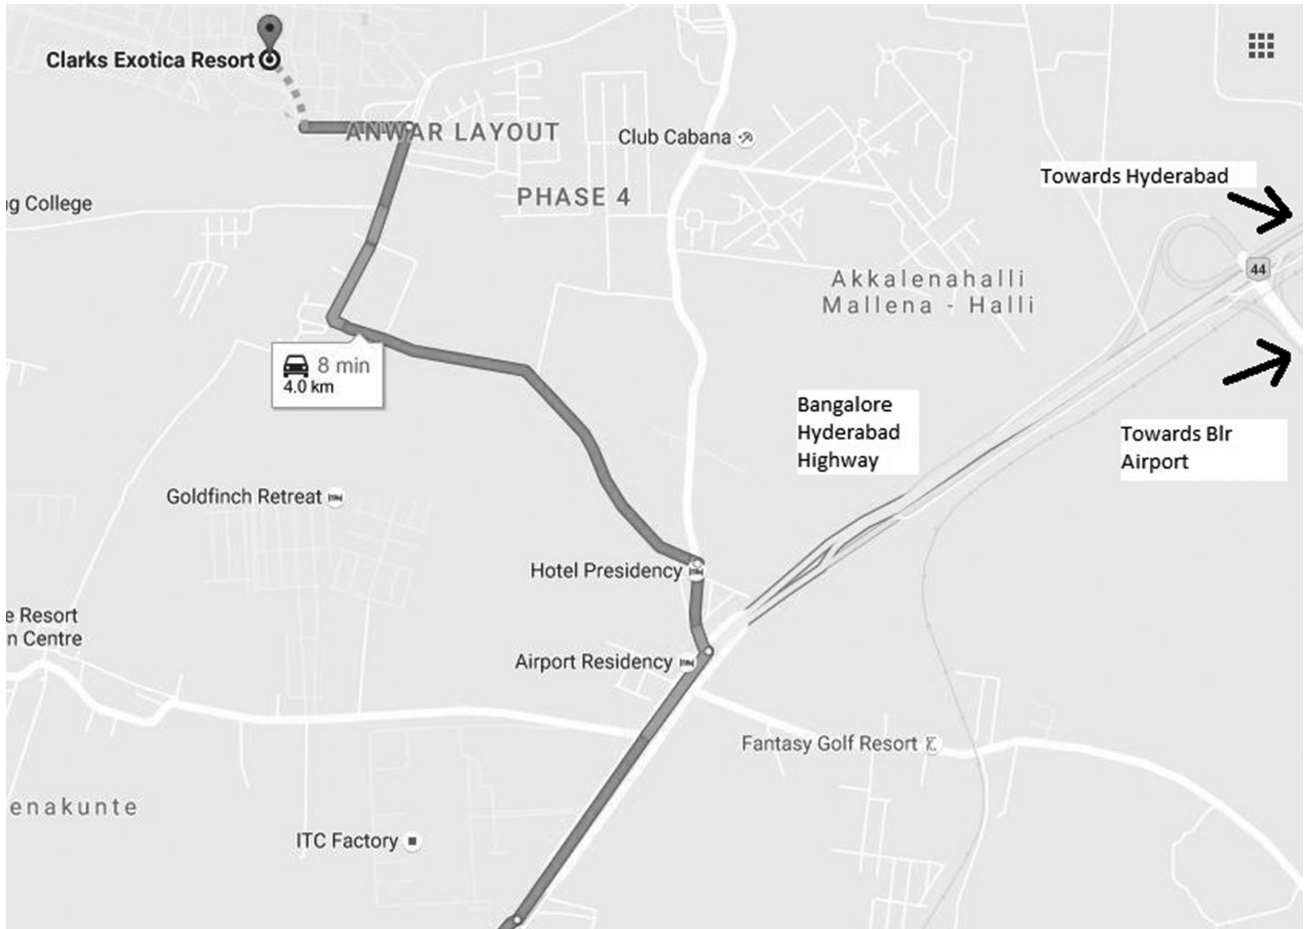 Clarks Exotica Resort
ANWAR LAYOUT
Club Cabana
Towards Hyderabad
PHASE 4
ng College
44
Akkalenahalli
Mallena - Halli
8 min
4.0 km
Bangalore
Hyderabad
Highway
Towards Blr
Airport
Goldfinch Retreat
Hotel Presidency
e Resort
n Centre
Airport Residency
Fantasy Golf Resort
enakunte
ITC Factory